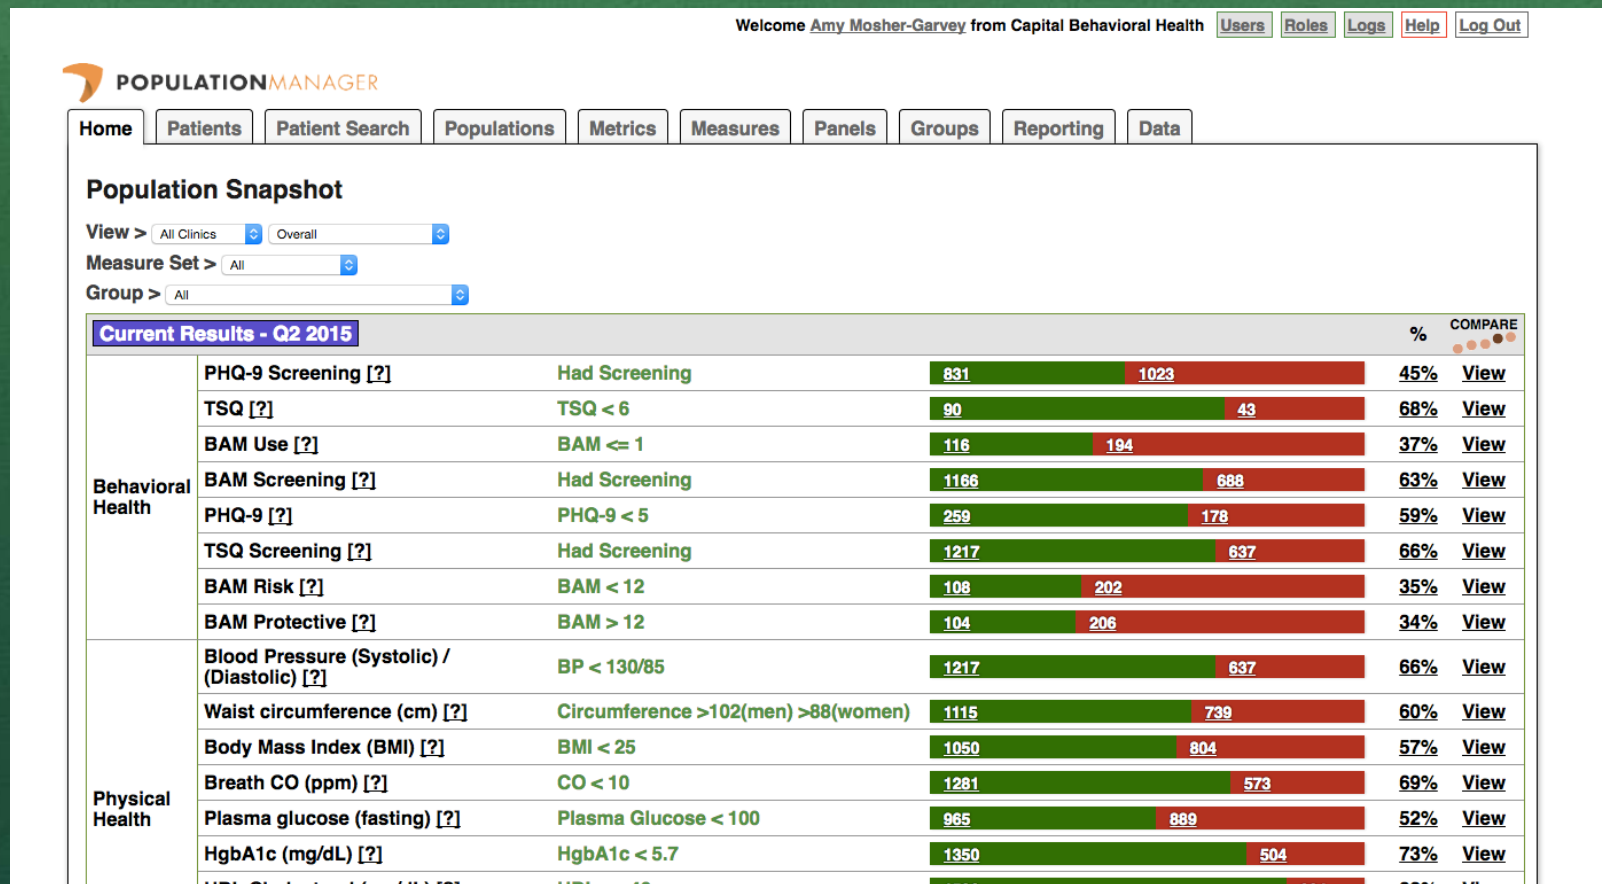 Welcome Amy Mosher-Garvey from Capital Behavioral Health Users Roles Logs Help Log Out
POPULATIONMANAGER
Home Patients Patient Search Populations Metrics Measures Panels Groups Reporting Data
Population Snapshot
View > All Clinics Overall
Measure Set > All
Group > All
Current Results - Q2 2015 % COMPARE
Behavioral Health
PHQ-9 Screening [?] Had Screening 831 1023 45% View
TSQ [?] TSQ < 6 90 43 68% View
BAM Use [?] BAM <= 1 116 194 37% View
BAM Screening [?] Had Screening 1166 688 63% View
PHQ-9 [?] PHQ-9 < 5 259 178 59% View
TSQ Screening [?] Had Screening 1217 637 66% View
BAM Risk [?] BAM < 12 108 202 35% View
BAM Protective [?] BAM > 12 104 206 34% View
Physical Health
Blood Pressure (Systolic) /
(Diastolic) [?] BP < 130/85 1217 637 66% View
Waist circumference (cm) [?] Circumference >102(men) >88(women) 1115 739 60% View
Body Mass Index (BMI) [?] BMI < 25 1050 804 57% View
Breath CO (ppm) [?] CO < 10 1281 573 69% View
Plasma glucose (fasting) [?] Plasma Glucose < 100 965 889 52% View
HgbA1c (mg/dL) [?] HgbA1c < 5.7 1350 504 73% View